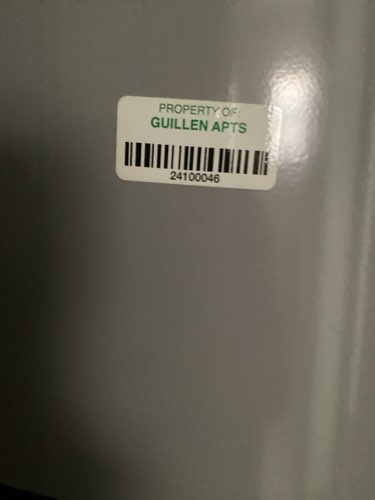 PROPERTY OF:
GUILLEN APTS
24100046